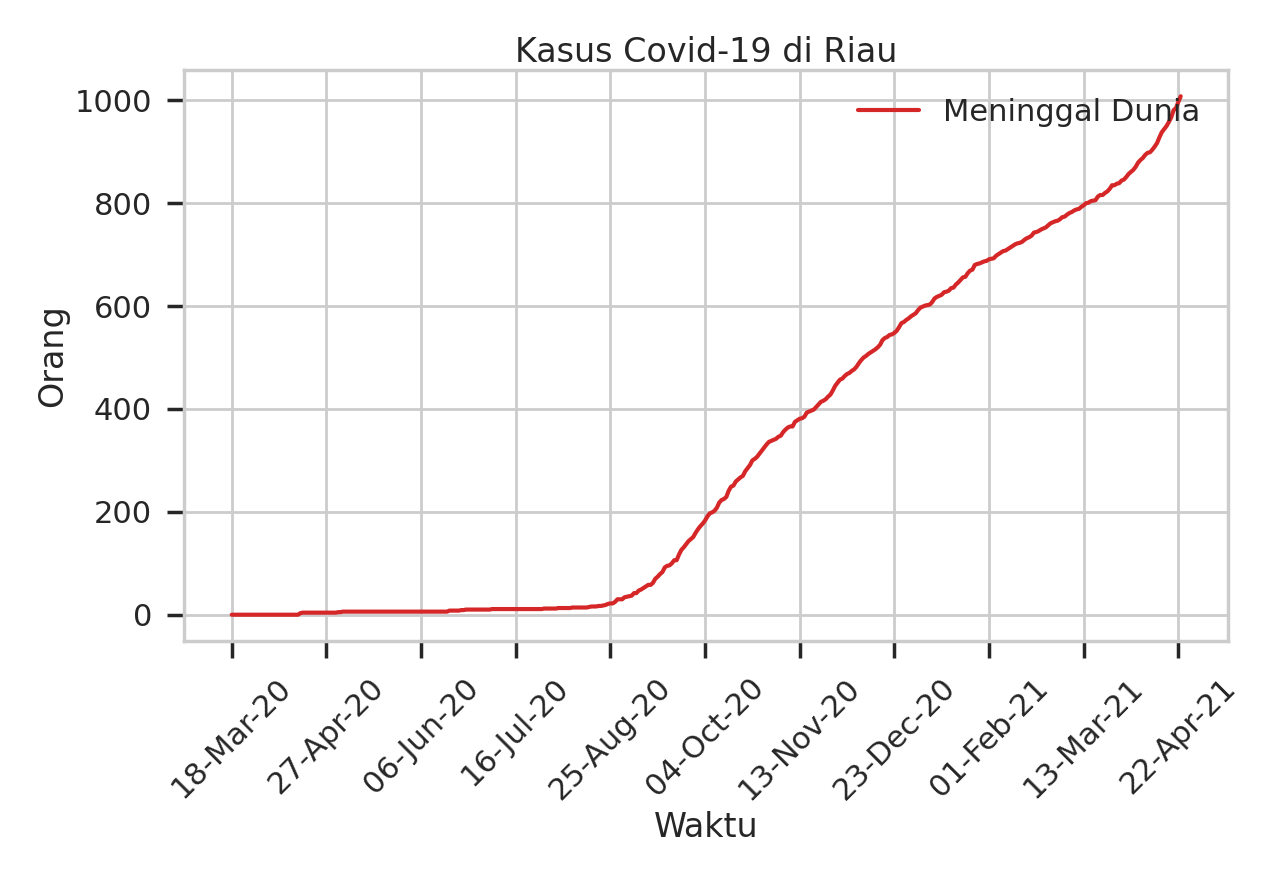 Kasus Covid-19 di Riau
Meninggal Dunia
Orang
1000
800
600
400
200
0
18-Mar-20
27-Apr-20
06-Jun-20
16-Jul-20
25-Aug-20
04-Oct-20
13-Nov-20
23-Dec-20
01-Feb-21
13-Mar-21
22-Apr-21
Waktu